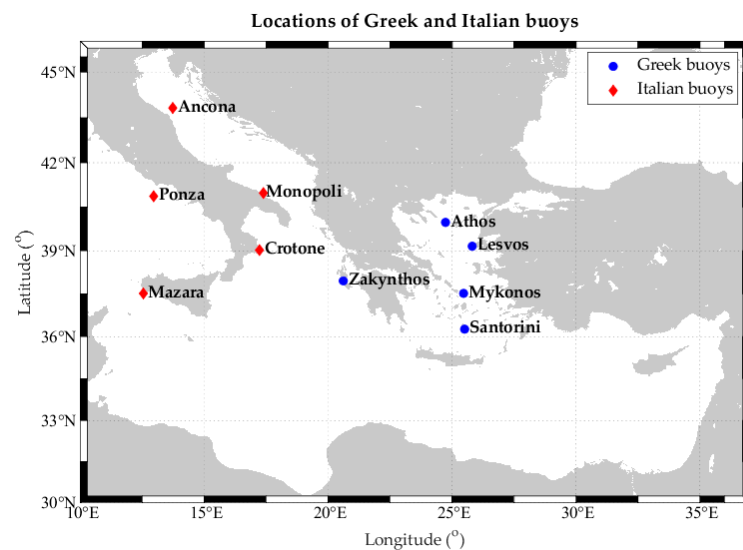 Locations of Greek and Italian buoys
45°N
42°N
39°N
36°N
33°N
30°N
Latitude (°)
Greek buoys
Italian buoys
Ancona
Ponza
Monopoli
Athos
Lesvos
Crotone
Zakynthos
Mazara
Mykonos
Santorini
10°E
15°E
20°E
25°E
30°E
35°E
Longitude (°)